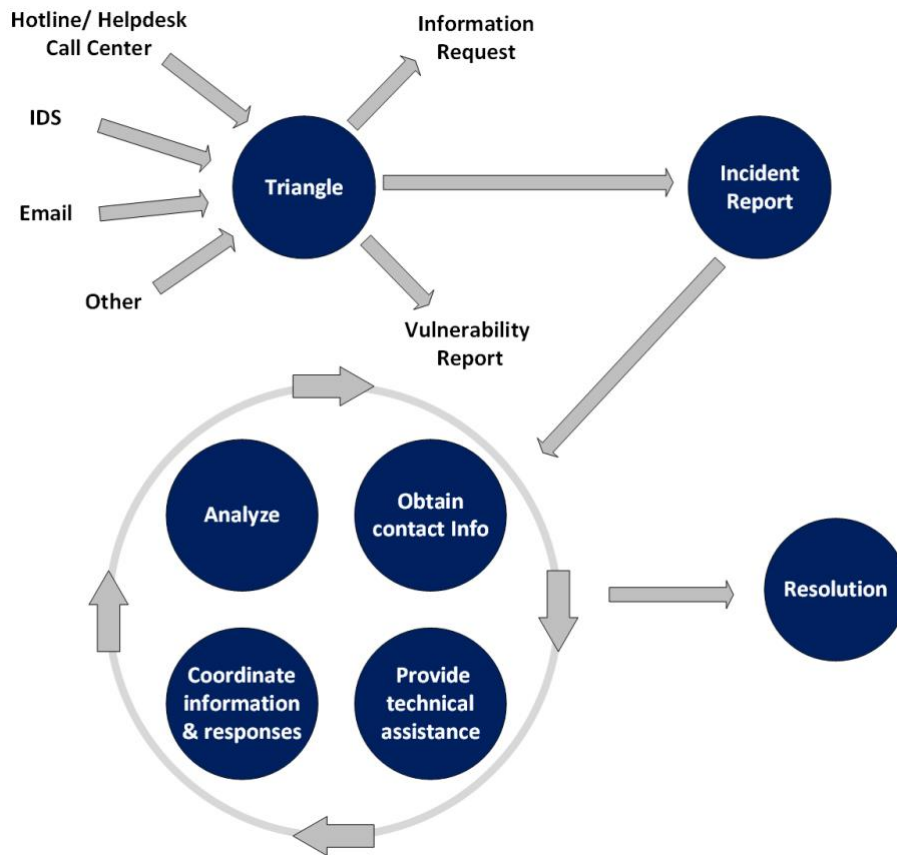 Hotline/ Helpdesk
Call Center
Information
Request
IDS
Triangle
Incident
Report
Email
Other
Vulnerability
Report
Analyze
Obtain
contact Info
Resolution
Coordinate
information
& responses
Provide
technical
assistance